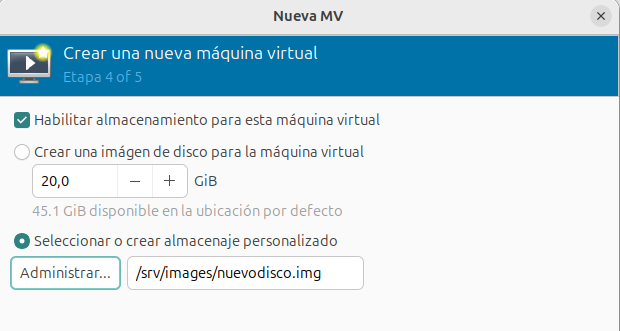 Nueva MV
Crear una nueva máquina virtual
Etapa 4 of 5
Habilitar almacenamiento para esta máquina virtual
Crear una imágen de disco para la máquina virtual
20,0 − + GiB
45.1 GiB disponible en la ubicación por defecto
Seleccionar o crear almacenaje personalizado
Administrar... /srv/images/nuevodisco.img